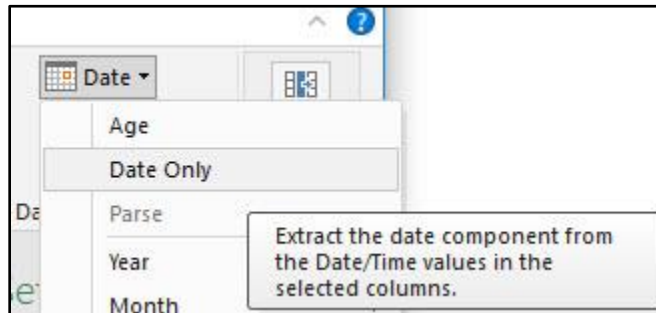 Date
Age
Date Only
Parse
Extract the date component from
the Date/Time values in the
selected columns.
Year
Month